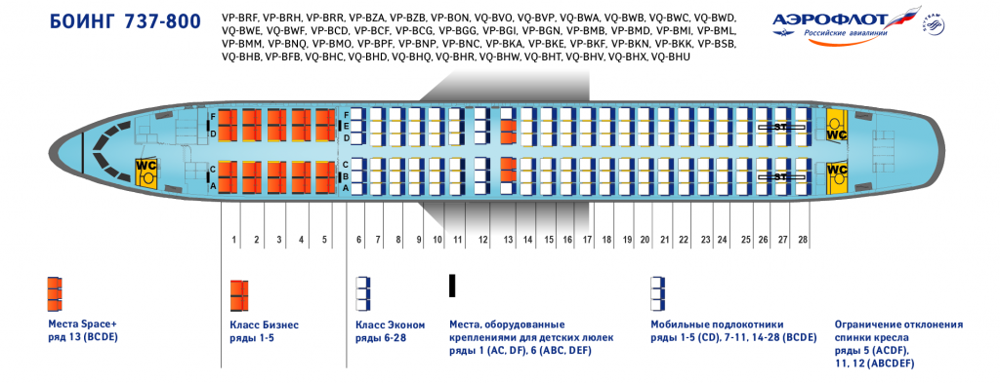 БОИНГ 737-800
VP-BRF, VP-BRH, VP-BRR, VP-BZA, VP-BZB, VP-BON, VQ-BVO, VQ-BVP, VQ-BWA, VQ-BWB, VQ-BWC, VQ-BWD,
VQ-BWE, VQ-BWF, VP-BCD, VP-BCF, VP-BCG, VP-BGG, VP-BGI, VP-BGN, VP-BMB, VP-BMD, VP-BMI, VP-BML,
VP-BMM, VP-BNQ, VP-BMO, VP-BPF, VP-BNP, VP-BNC, VP-BKA, VP-BKE, VP-BKF, VP-BKN, VP-BKK, VP-BSB,
VQ-BHB, VP-BFB, VQ-BHC, VQ-BHD, VQ-BHQ, VQ-BHR, VQ-BHW, VQ-BHT, VQ-BHV, VQ-BHX, VQ-BHU
АЭРОФЛОТ
Российские авиалинии
SKYTEAM
F
D
C
A
F
E
D
C
B
A
WC
WC
WC
ST
ST
1 2 3 4 5 6 7 8 9 10 11 12 13 14 15 16 17 18 19 20 21 22 23 24 25 26 27 28
Места Space+
ряд 13 (BCDE)
Класс Бизнес
ряды 1-5
Класс Эконом
ряды 6-28
Места, оборудованные
креплениями для детских люлек
ряды 1 (AC, DF), 6 (ABC, DEF)
Мобильные подлокотники
ряды 1-5 (CD), 7-11, 14-28 (BCDE)
Ограничение отклонения
спинки кресла
ряды 5 (ACDF),
11, 12 (ABCDEF)